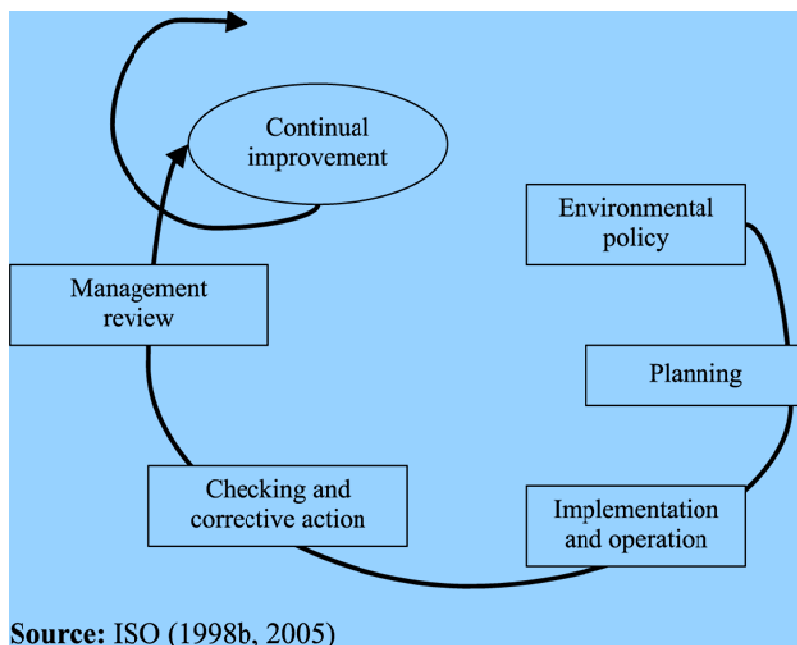 Continual
improvement
Environmental
policy
Management
review
Planning
Checking and
corrective action
Implementation
and operation
Source: ISO (1998b, 2005)